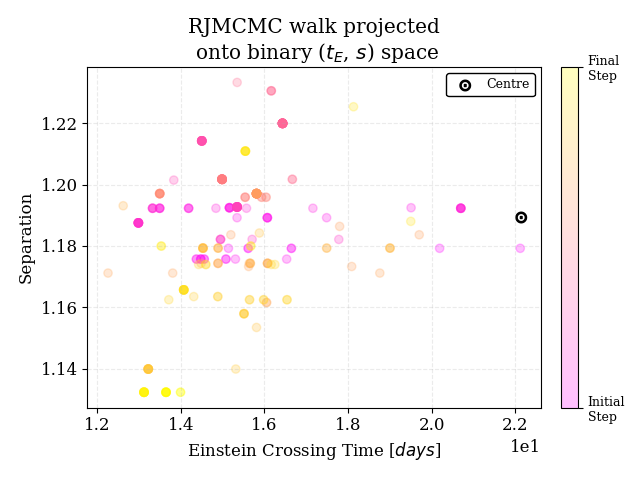 RJMCMC walk projected
onto binary (t_E, s) space
Centre
Final
Step
1.22
1.20
1.18
1.16
1.14
Separation
Initial
Step
1.2 1.4 1.6 1.8 2.0 2.2
1e1
Einstein Crossing Time [days]